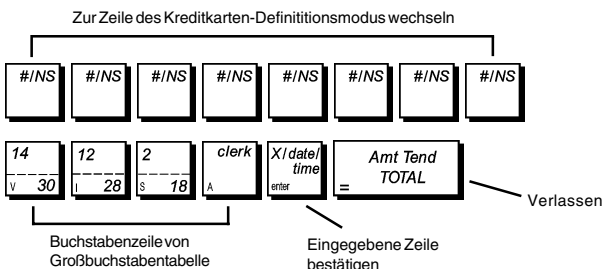 Zur Zeile des Kreditkarten-Definititionsmodus wechseln
#/NS #/NS #/NS #/NS #/NS #/NS #/NS #/NS
14 12 2 clerk X/date/ Amt Tend
time TOTAL
V 30 I 28 S 18 A enter =
Verlassen
Buchstabenzeile von
Großbuchstabentabelle
Eingegebene Zeile
bestätigen